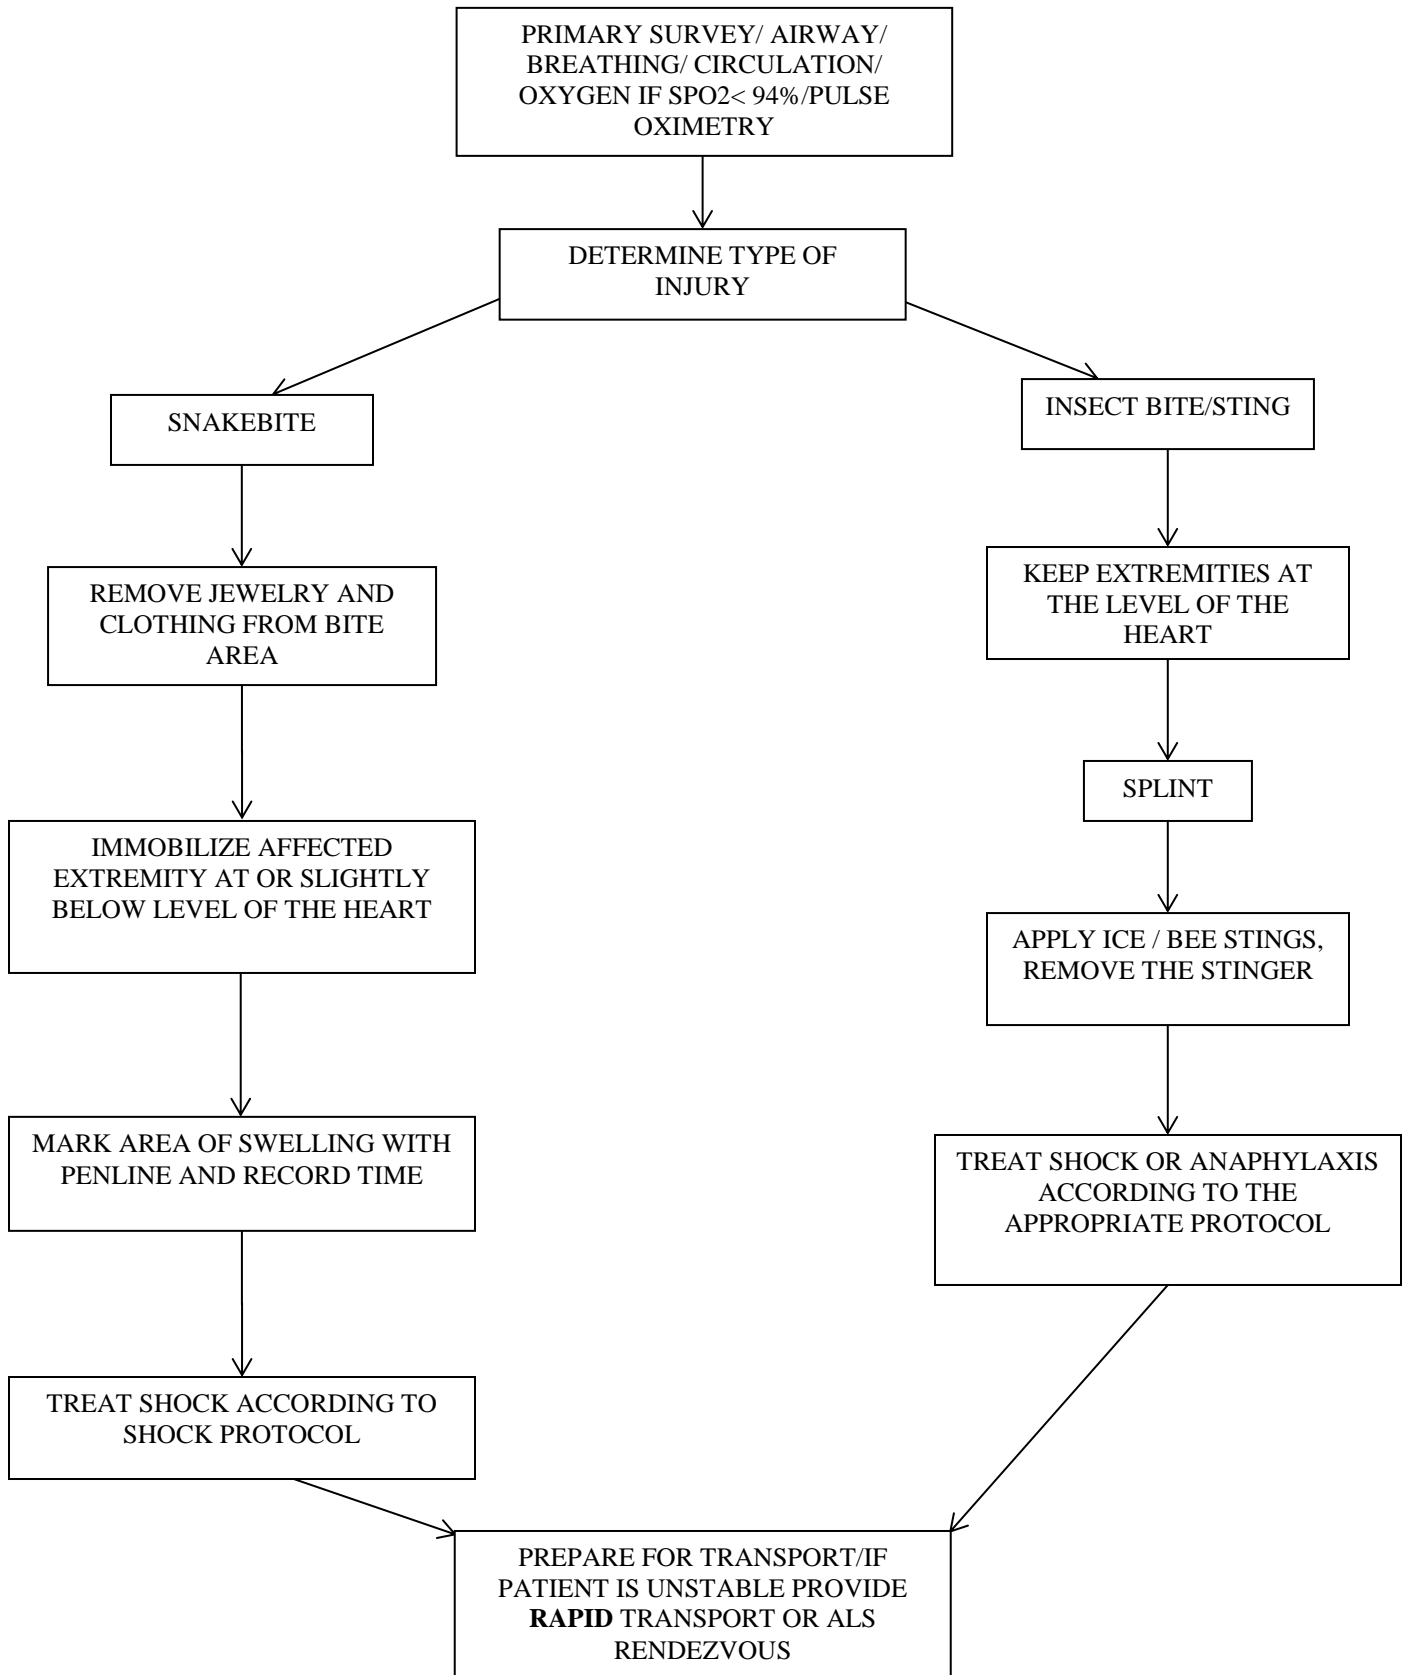 PRIMARY SURVEY/ AIRWAY/
BREATHING/ CIRCULATION/
OXYGEN IF SPO2< 94%/PULSE
OXIMETRY
DETERMINE TYPE OF
INJURY
SNAKEBITE
REMOVE JEWELRY AND
CLOTHING FROM BITE
AREA
IMMOBILIZE AFFECTED
EXTREMITY AT OR SLIGHTLY
BELOW LEVEL OF THE HEART
MARK AREA OF SWELLING WITH
PENLINE AND RECORD TIME
TREAT SHOCK ACCORDING TO
SHOCK PROTOCOL
INSECT BITE/STING
KEEP EXTREMITIES AT
THE LEVEL OF THE
HEART
SPLINT
APPLY ICE / BEE STINGS,
REMOVE THE STINGER
TREAT SHOCK OR ANAPHYLAXIS
ACCORDING TO THE
APPROPRIATE PROTOCOL
PREPARE FOR TRANSPORT/IF
PATIENT IS UNSTABLE PROVIDE
RAPID TRANSPORT OR ALS
RENDEZVOUS